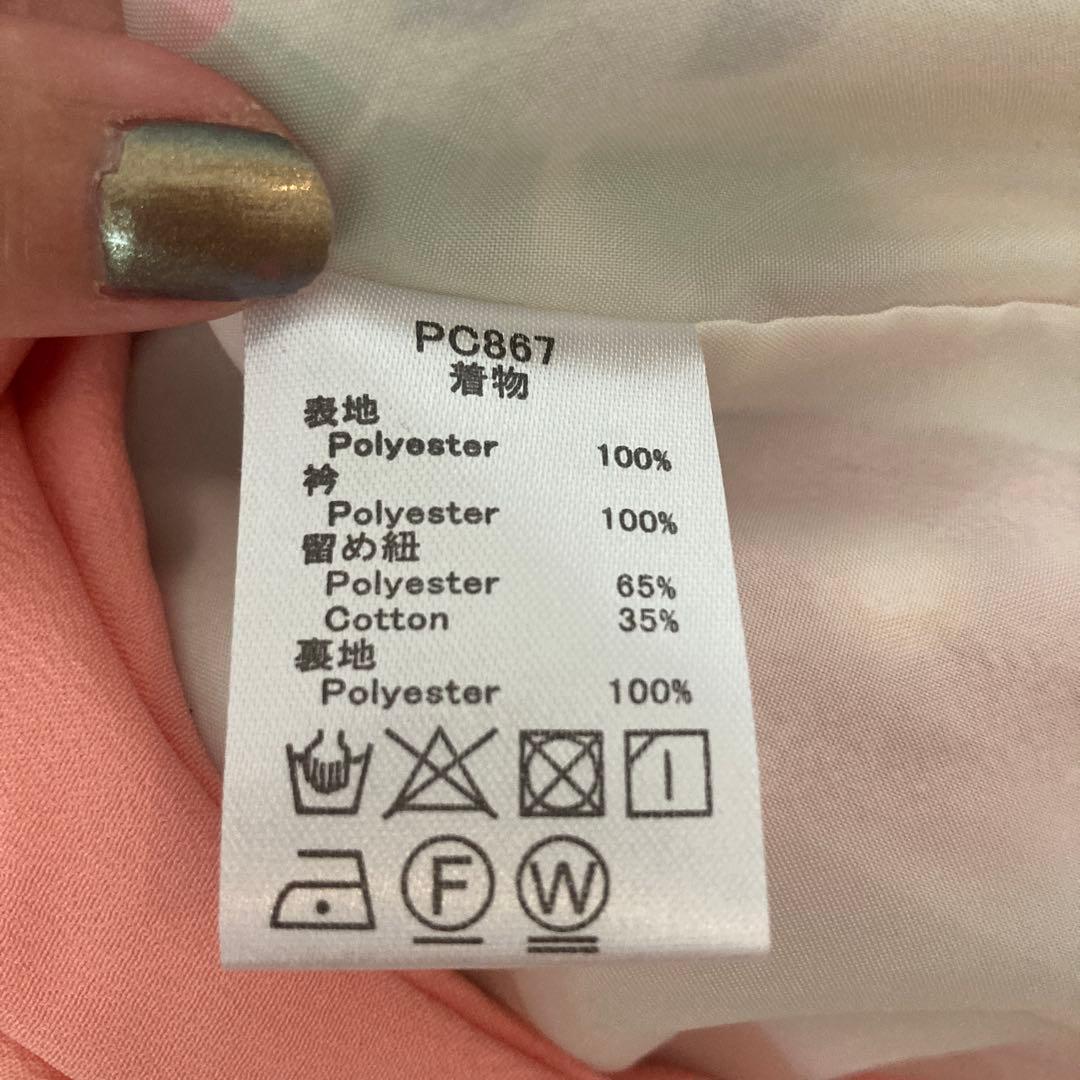 PC867
着物
表地
Polyester 100%
衿
Polyester 100%
留め紐
Polyester 65%
Cotton 35%
裏地
Polyester 100%
F W